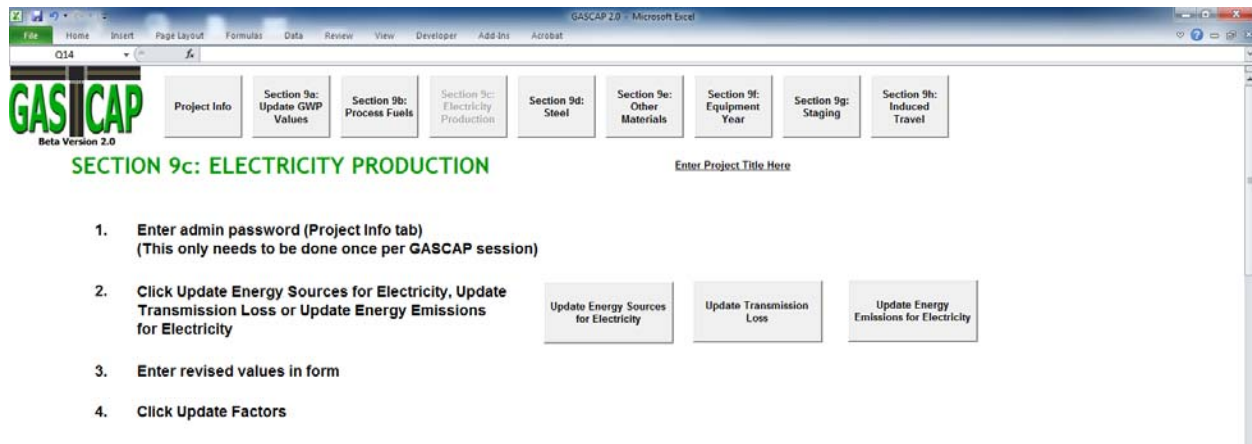 GASCAP 2.0 - Microsoft Excel
File Home Insert Page Layout Formulas Data Review View Developer Add-Ins Acrobat
Q14 fx
GASCAP
Beta Version 2.0
Project Info
Section 9a:
Update GWP
Values
Section 9b:
Process Fuels
Section 9c:
Electricity
Production
Section 9d:
Steel
Section 9e:
Other
Materials
Section 9f:
Equipment
Year
Section 9g:
Staging
Section 9h:
Induced
Travel
SECTION 9c: ELECTRICITY PRODUCTION
Enter Project Title Here
1. Enter admin password (Project Info tab)
(This only needs to be done once per GASCAP session)
2. Click Update Energy Sources for Electricity, Update
Transmission Loss or Update Energy Emissions
for Electricity
Update Energy Sources
for Electricity
Update Transmission
Loss
Update Energy
Emissions for Electricity
3. Enter revised values in form
4. Click Update Factors